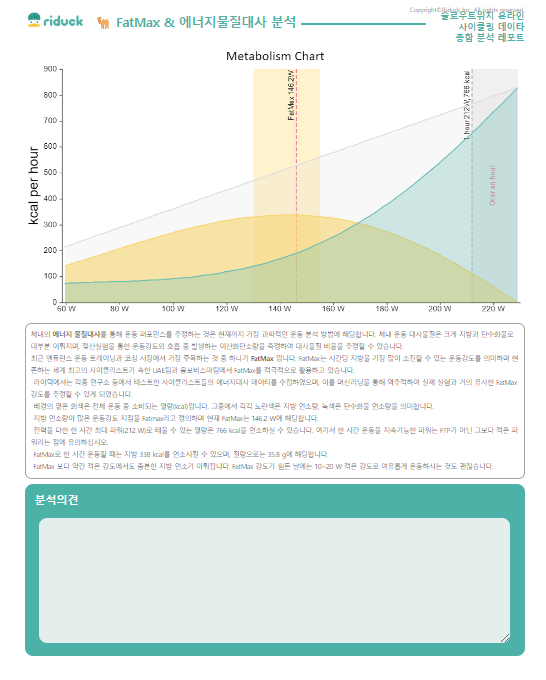 Copyright©Riduck Inc. All rights reserved.
riduck
FatMax & 에너지물질대사 분석
슬로우트위치 온라인
사이클링 데이타
종합 분석 레포트
Metabolism Chart
kcal per hour
900
800
700
600
500
400
300
200
100
0
FatMax 146.2W
1 hour 212 W,766 kcal
Over an hour
60 W
80 W
100 W
120 W
140 W
160 W
180 W
200 W
220 W
체내의 에너지 물질대사를 통해 운동 퍼포먼스를 추정하는 것은 현재까지 가장 과학적인 운동 분석 방법에 해당합니다. 체내 운동 대사물질은 크게 지방과 탄수화물로
대부분 이뤄지며, 젖산실험을 통한 운동강도와 호흡 중 발생하는 이산화탄소량을 측정하여 대사물질 비율을 추정할 수 있습니다.
최근 엔듀런스 운동 트레이닝과 코칭 시장에서 가장 주목하는 것 중 하나가 FatMax 입니다. FatMax는 시간당 지방을 가장 많이 소진할 수 있는 운동강도를 의미하며 현
존하는 세계 최고의 사이클리스트가 속한 UAE팀과 윰보비스마팀에서 FatMax를 적극적으로 활용하고 있습니다.
·라이덕에서는 각종 연구소 등에서 테스트한 사이클리스트들의 에너지대사 데이터를 수집하였으며, 이를 머신러닝을 통해 역추적하여 실제 실험과 거의 유사한 FatMax
강도를 추정할 수 있게 되었습니다.
·배경의 옅은 회색은 전체 운동 중 소비되는 열량(kcal)입니다. 그중에서 각각 노란색은 지방 연소량, 녹색은 탄수화물 연소량을 의미합니다.
·지방 연소량이 많은 운동강도 지점을 Fatmax라고 정의하며 현재 FatMax는 146.2 W에 해당합니다.
·전력을 다한 한 시간 최대 파워(212 W)로 태울 수 있는 열량은 766 kcal을 연소하실 수 있습니다. 여기서 한 시간 운동을 지속가능한 파워는 FTP가 아닌 그보다 적은 파
워라는 점에 유의하십시오.
·FatMax로 한 시간 운동할 때는 지방 338 kcal를 연소시킬 수 있으며, 질량으로는 35.8 g에 해당합니다.
·FatMax 보다 약간 적은 강도에서도 충분한 지방 연소가 이뤄집니다. FatMax 강도가 힘든 날에는 10~20 W 적은 강도로 여유롭게 운동하시는 것도 괜찮습니다.
분석의견